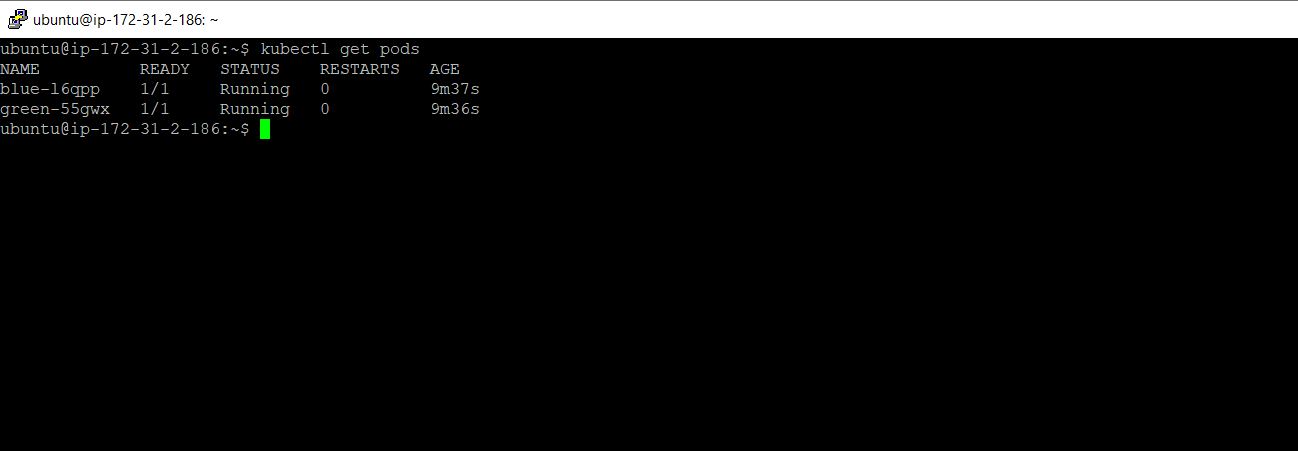 ubuntu@ip-172-31-2-186: ~
ubuntu@ip-172-31-2-186:~$ kubectl get pods
NAME          READY   STATUS    RESTARTS   AGE
blue-l6qpp    1/1     Running   0          9m37s
green-55gwx   1/1     Running   0          9m36s
ubuntu@ip-172-31-2-186:~$